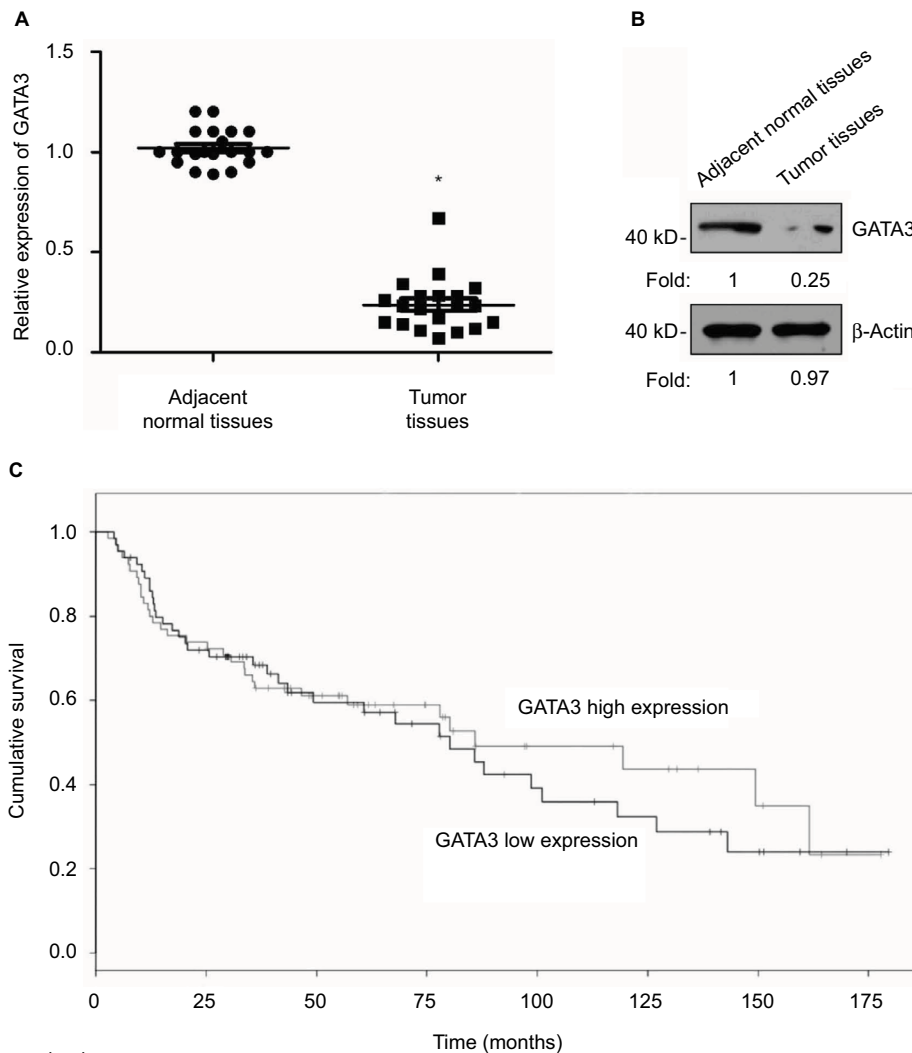 A
Relative expression of GATA3
1.5
1.0
0.5
0.0
*
Adjacent
normal tissues
Tumor
tissues
B
Adjacent normal tissues
Tumor tissues
40 kD-
GATA3
Fold:
1
0.25
40 kD-
β-Actin
Fold:
1
0.97
C
Cumulative survival
1.0
0.8
0.6
0.4
0.2
0.0
GATA3 high expression
GATA3 low expression
0
25
50
75
100
125
150
175
Time (months)